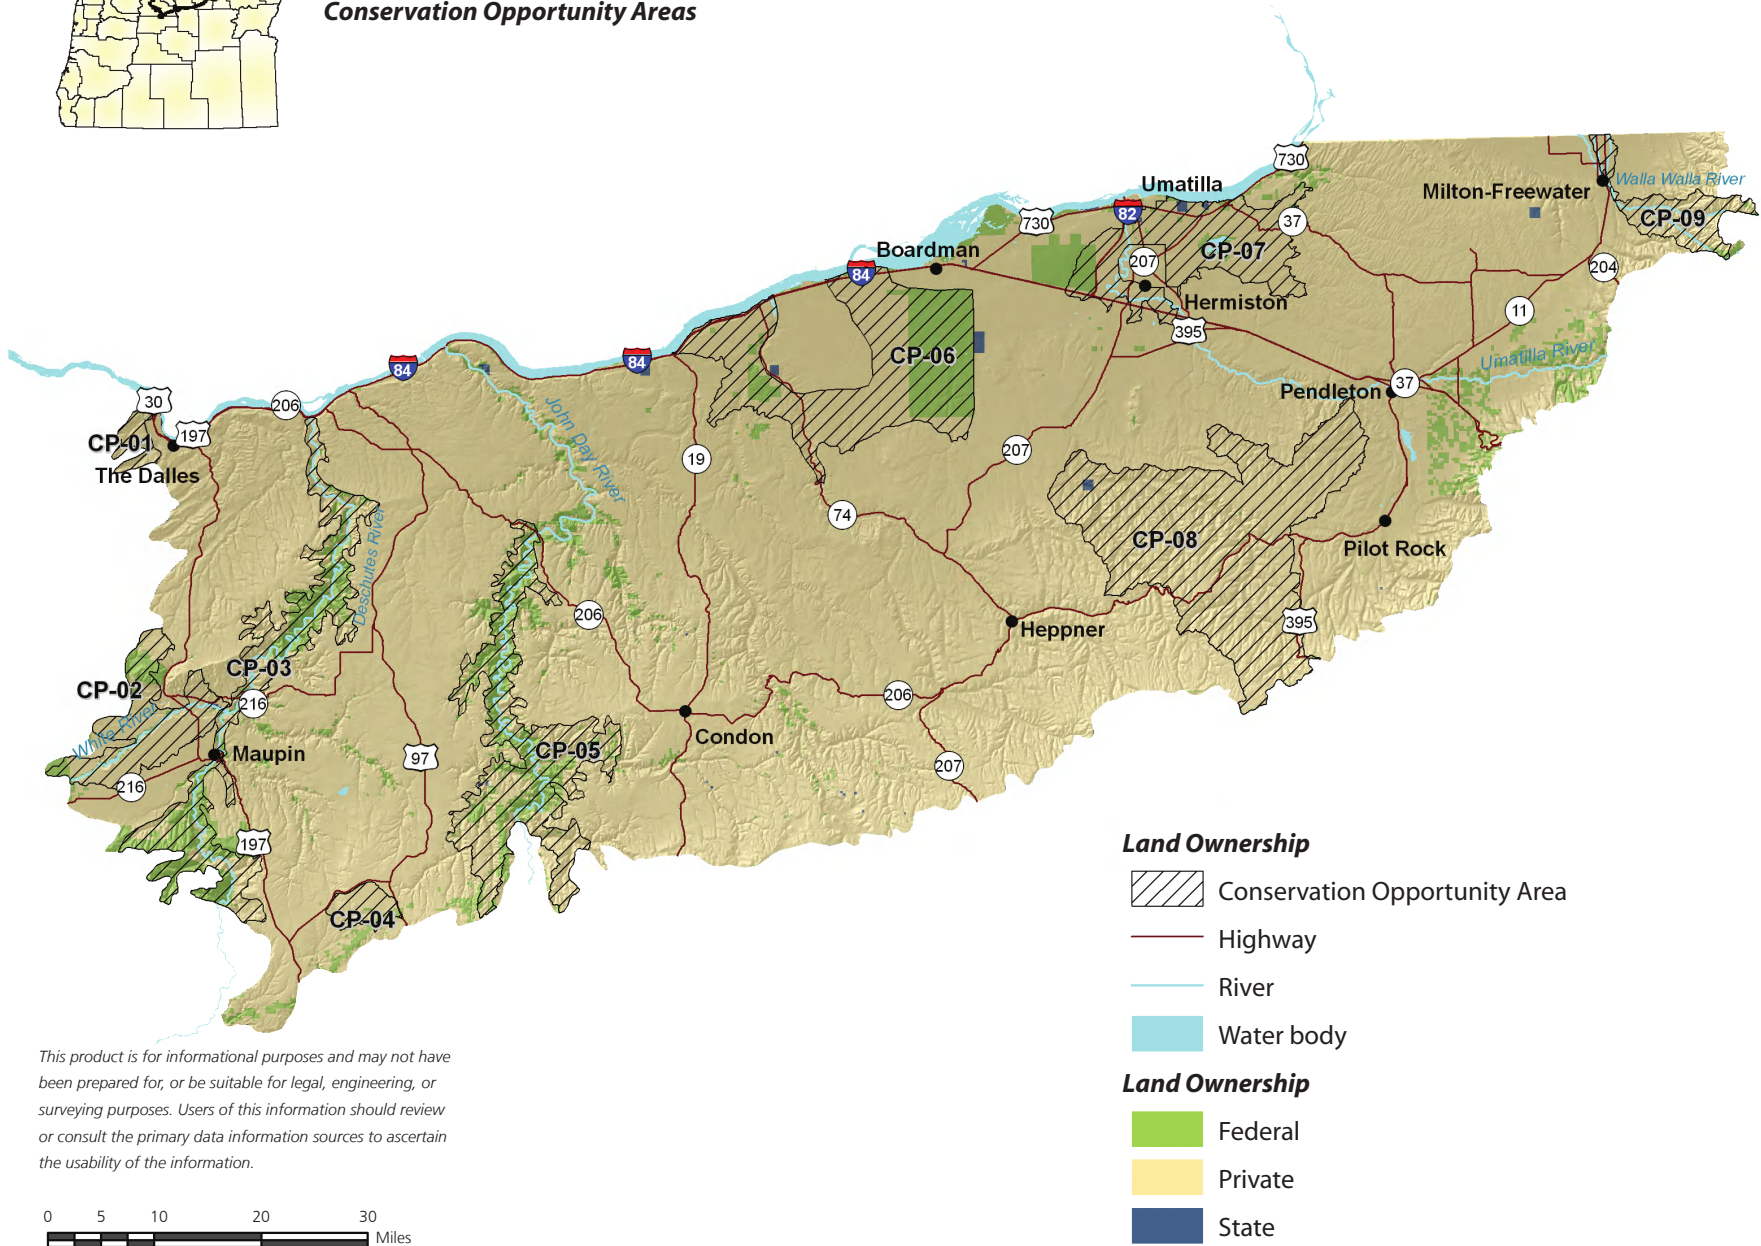 Conservation Opportunity Areas
730
Umatilla
Milton-Freewater
Walla Walla River
CP-09
82
730
37
Boardman
CP-07
207
84
204
Hermiston
11
395
84
84
CP-06
Umatilla River
37
Pendleton
30
206
197
CP-01
John Day River
The Dalles
19
207
74
Deschutes River
CP-08
Pilot Rock
206
395
Heppner
CP-03
CP-02
216
206
White River
Condon
Maupin
97
CP-05
207
216
197
CP-04
Land Ownership
Conservation Opportunity Area
Highway
River
Water body
Land Ownership
Federal
Private
State
This product is for informational purposes and may not have
been prepared for, or be suitable for legal, engineering, or
surveying purposes. Users of this information should review
or consult the primary data information sources to ascertain
the usability of the information.
0 5 10 20 30
Miles